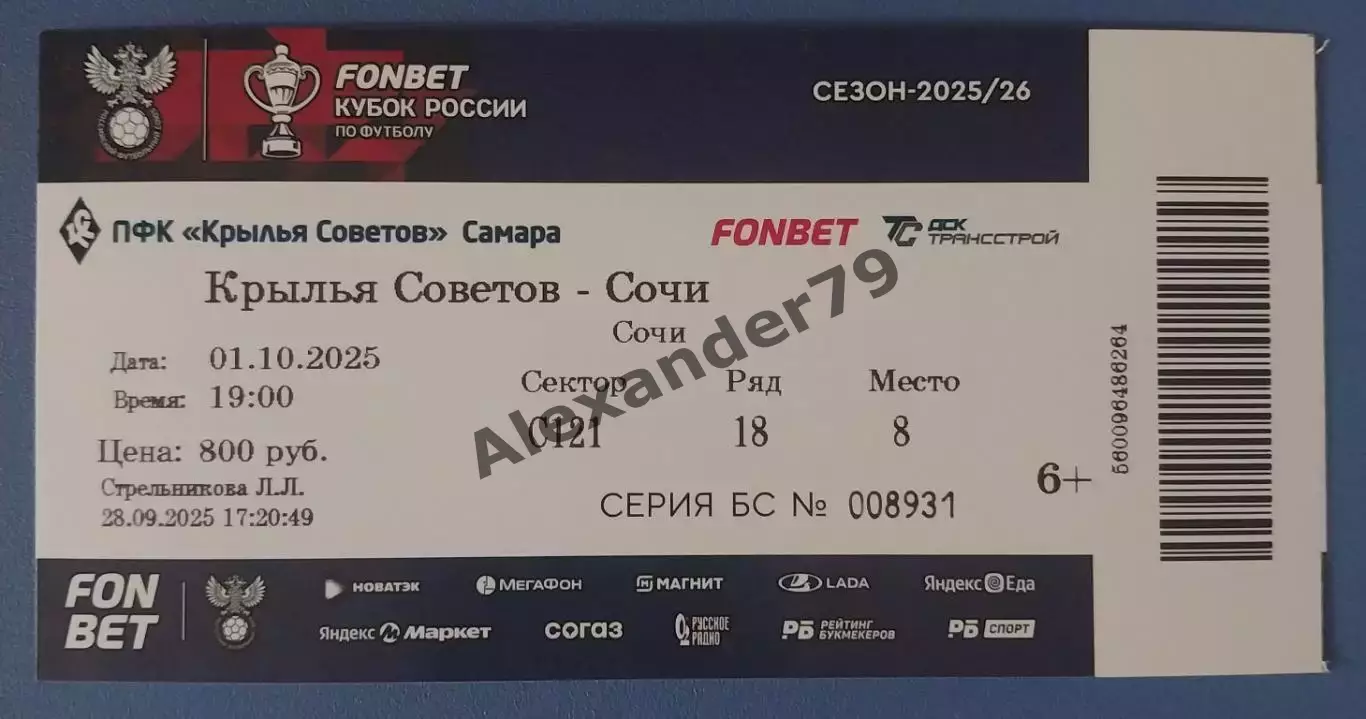 FONBET
КУБОК РОССИИ
ПО ФУТБОЛУ
СЕЗОН-2025/26
ПФК «Крылья Советов» Самара
FONBET
ТС ДСК ТРАНССТРОЙ
Крылья Советов - Сочи
Сочи
Дата: 01.10.2025
Время: 19:00
Сектор Ряд Место
С121 18 8
Цена: 800 руб.
Стрельникова Л.Л.
28.09.2025 17:20:49
СЕРИЯ БС № 008931
6+
560096486264
Alexander79
FON
BET
НОВАТЭК МЕГАФОН МАГНИТ LADA Яндекс Еда
Яндекс Маркет СОГАЗ РУССКОЕ РАДИО РБ РЕЙТИНГ БУКМЕКЕРОВ РБ СПОРТ